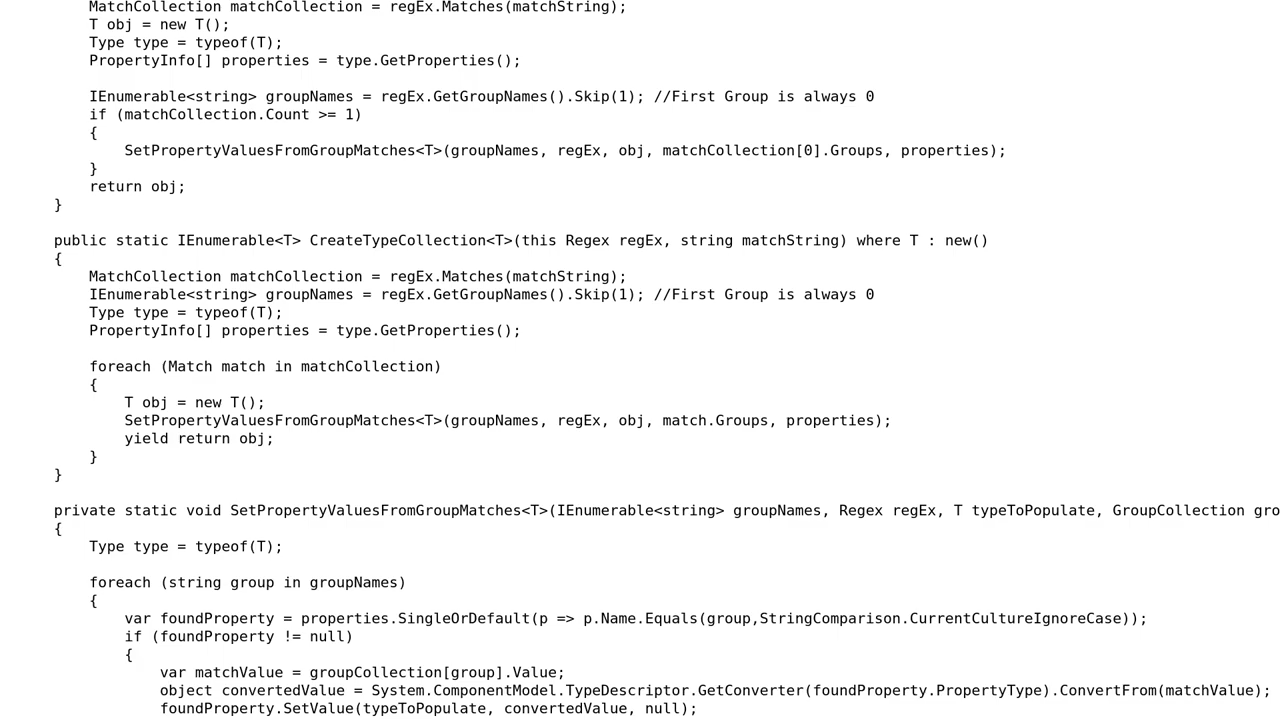 MatchCollection matchCollection = regEx.Matches(matchString);
T obj = new T();
Type type = typeof(T);
PropertyInfo[] properties = type.GetProperties();
IEnumerable<string> groupNames = regEx.GetGroupNames().Skip(1); //First Group is always 0
if (matchCollection.Count >= 1)
{
SetPropertyValuesFromGroupMatches<T>(groupNames, regEx, obj, matchCollection[0].Groups, properties);
}
return obj;
}
public static IEnumerable<T> CreateTypeCollection<T>(this Regex regEx, string matchString) where T : new()
{
MatchCollection matchCollection = regEx.Matches(matchString);
IEnumerable<string> groupNames = regEx.GetGroupNames().Skip(1); //First Group is always 0
Type type = typeof(T);
PropertyInfo[] properties = type.GetProperties();
foreach (Match match in matchCollection)
{
T obj = new T();
SetPropertyValuesFromGroupMatches<T>(groupNames, regEx, obj, match.Groups, properties);
yield return obj;
}
}
private static void SetPropertyValuesFromGroupMatches<T>(IEnumerable<string> groupNames, Regex regEx, T typeToPopulate, GroupCollection gro
{
Type type = typeof(T);
foreach (string group in groupNames)
{
var foundProperty = properties.SingleOrDefault(p => p.Name.Equals(group,StringComparison.CurrentCultureIgnoreCase));
if (foundProperty != null)
{
var matchValue = groupCollection[group].Value;
object convertedValue = System.ComponentModel.TypeDescriptor.GetConverter(foundProperty.PropertyType).ConvertFrom(matchValue);
foundProperty.SetValue(typeToPopulate, convertedValue, null);